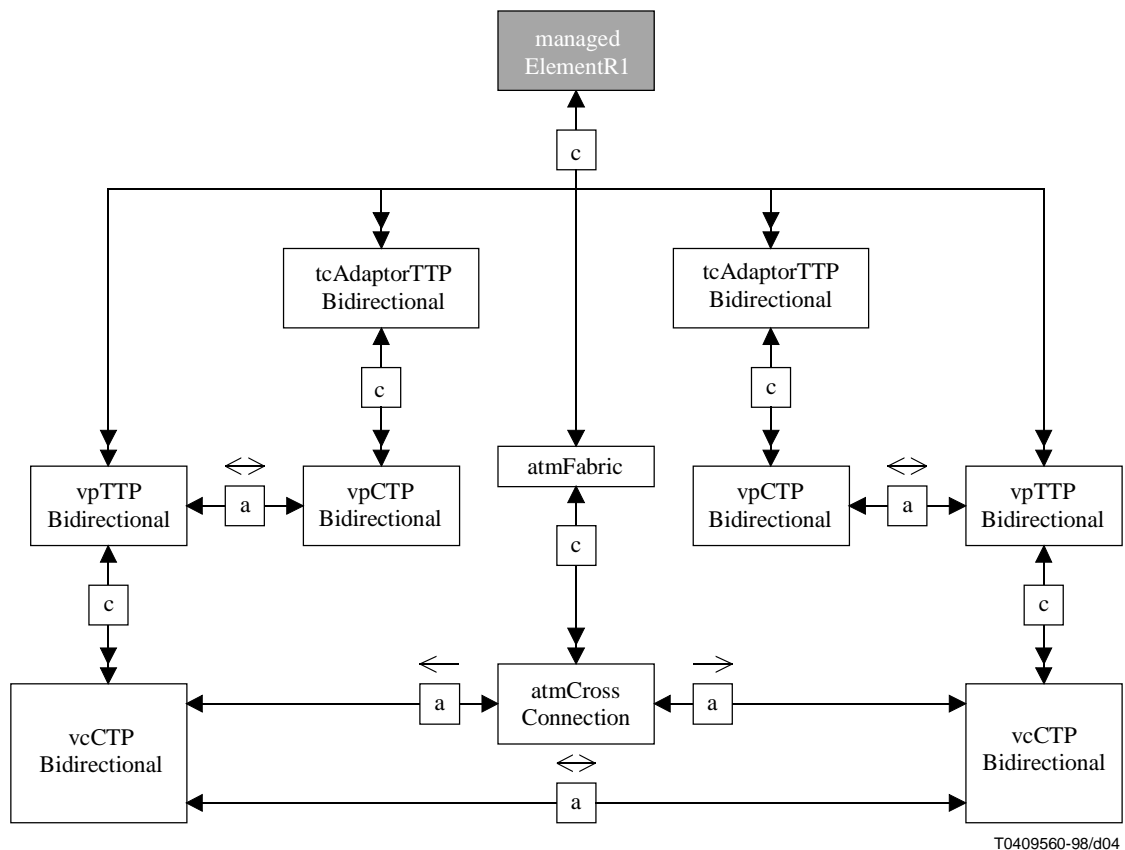 managed
ElementR1
c
tcAdaptorTTP
Bidirectional
tcAdaptorTTP
Bidirectional
c
c
vpTTP
Bidirectional
a
vpCTP
Bidirectional
atmFabric
vpCTP
Bidirectional
a
vpTTP
Bidirectional
c
c
c
vcCTP
Bidirectional
a
atmCross
Connection
a
vcCTP
Bidirectional
a
T0409560-98/d04